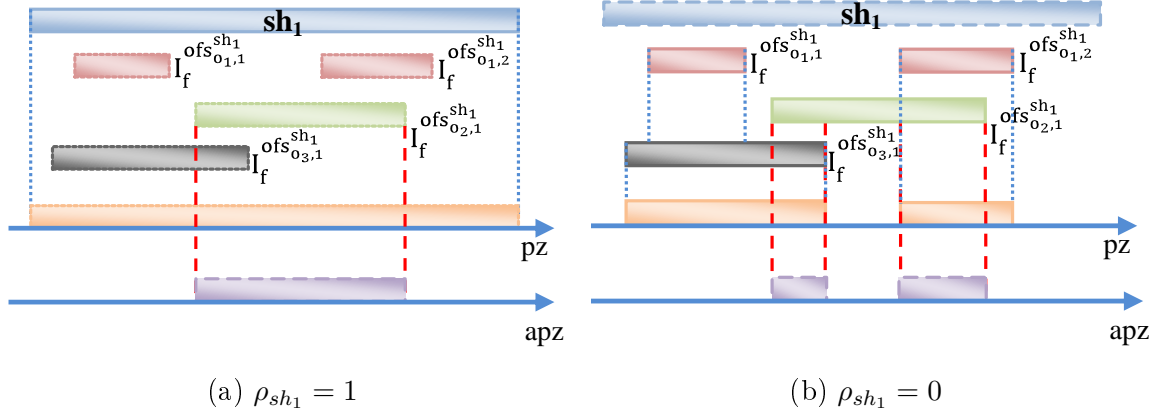 sh₁ sh₁
I_f^{ofs_{o₁,1}^{sh₁}} I_f^{ofs_{o₁,2}^{sh₁}} I_f^{ofs_{o₁,1}^{sh₁}} I_f^{ofs_{o₁,2}^{sh₁}}
I_f^{ofs_{o₂,1}^{sh₁}} I_f^{ofs_{o₂,1}^{sh₁}}
I_f^{ofs_{o₃,1}^{sh₁}} I_f^{ofs_{o₃,1}^{sh₁}}
pz pz
apz apz
(a) ρ_{sh₁} = 1 (b) ρ_{sh₁} = 0